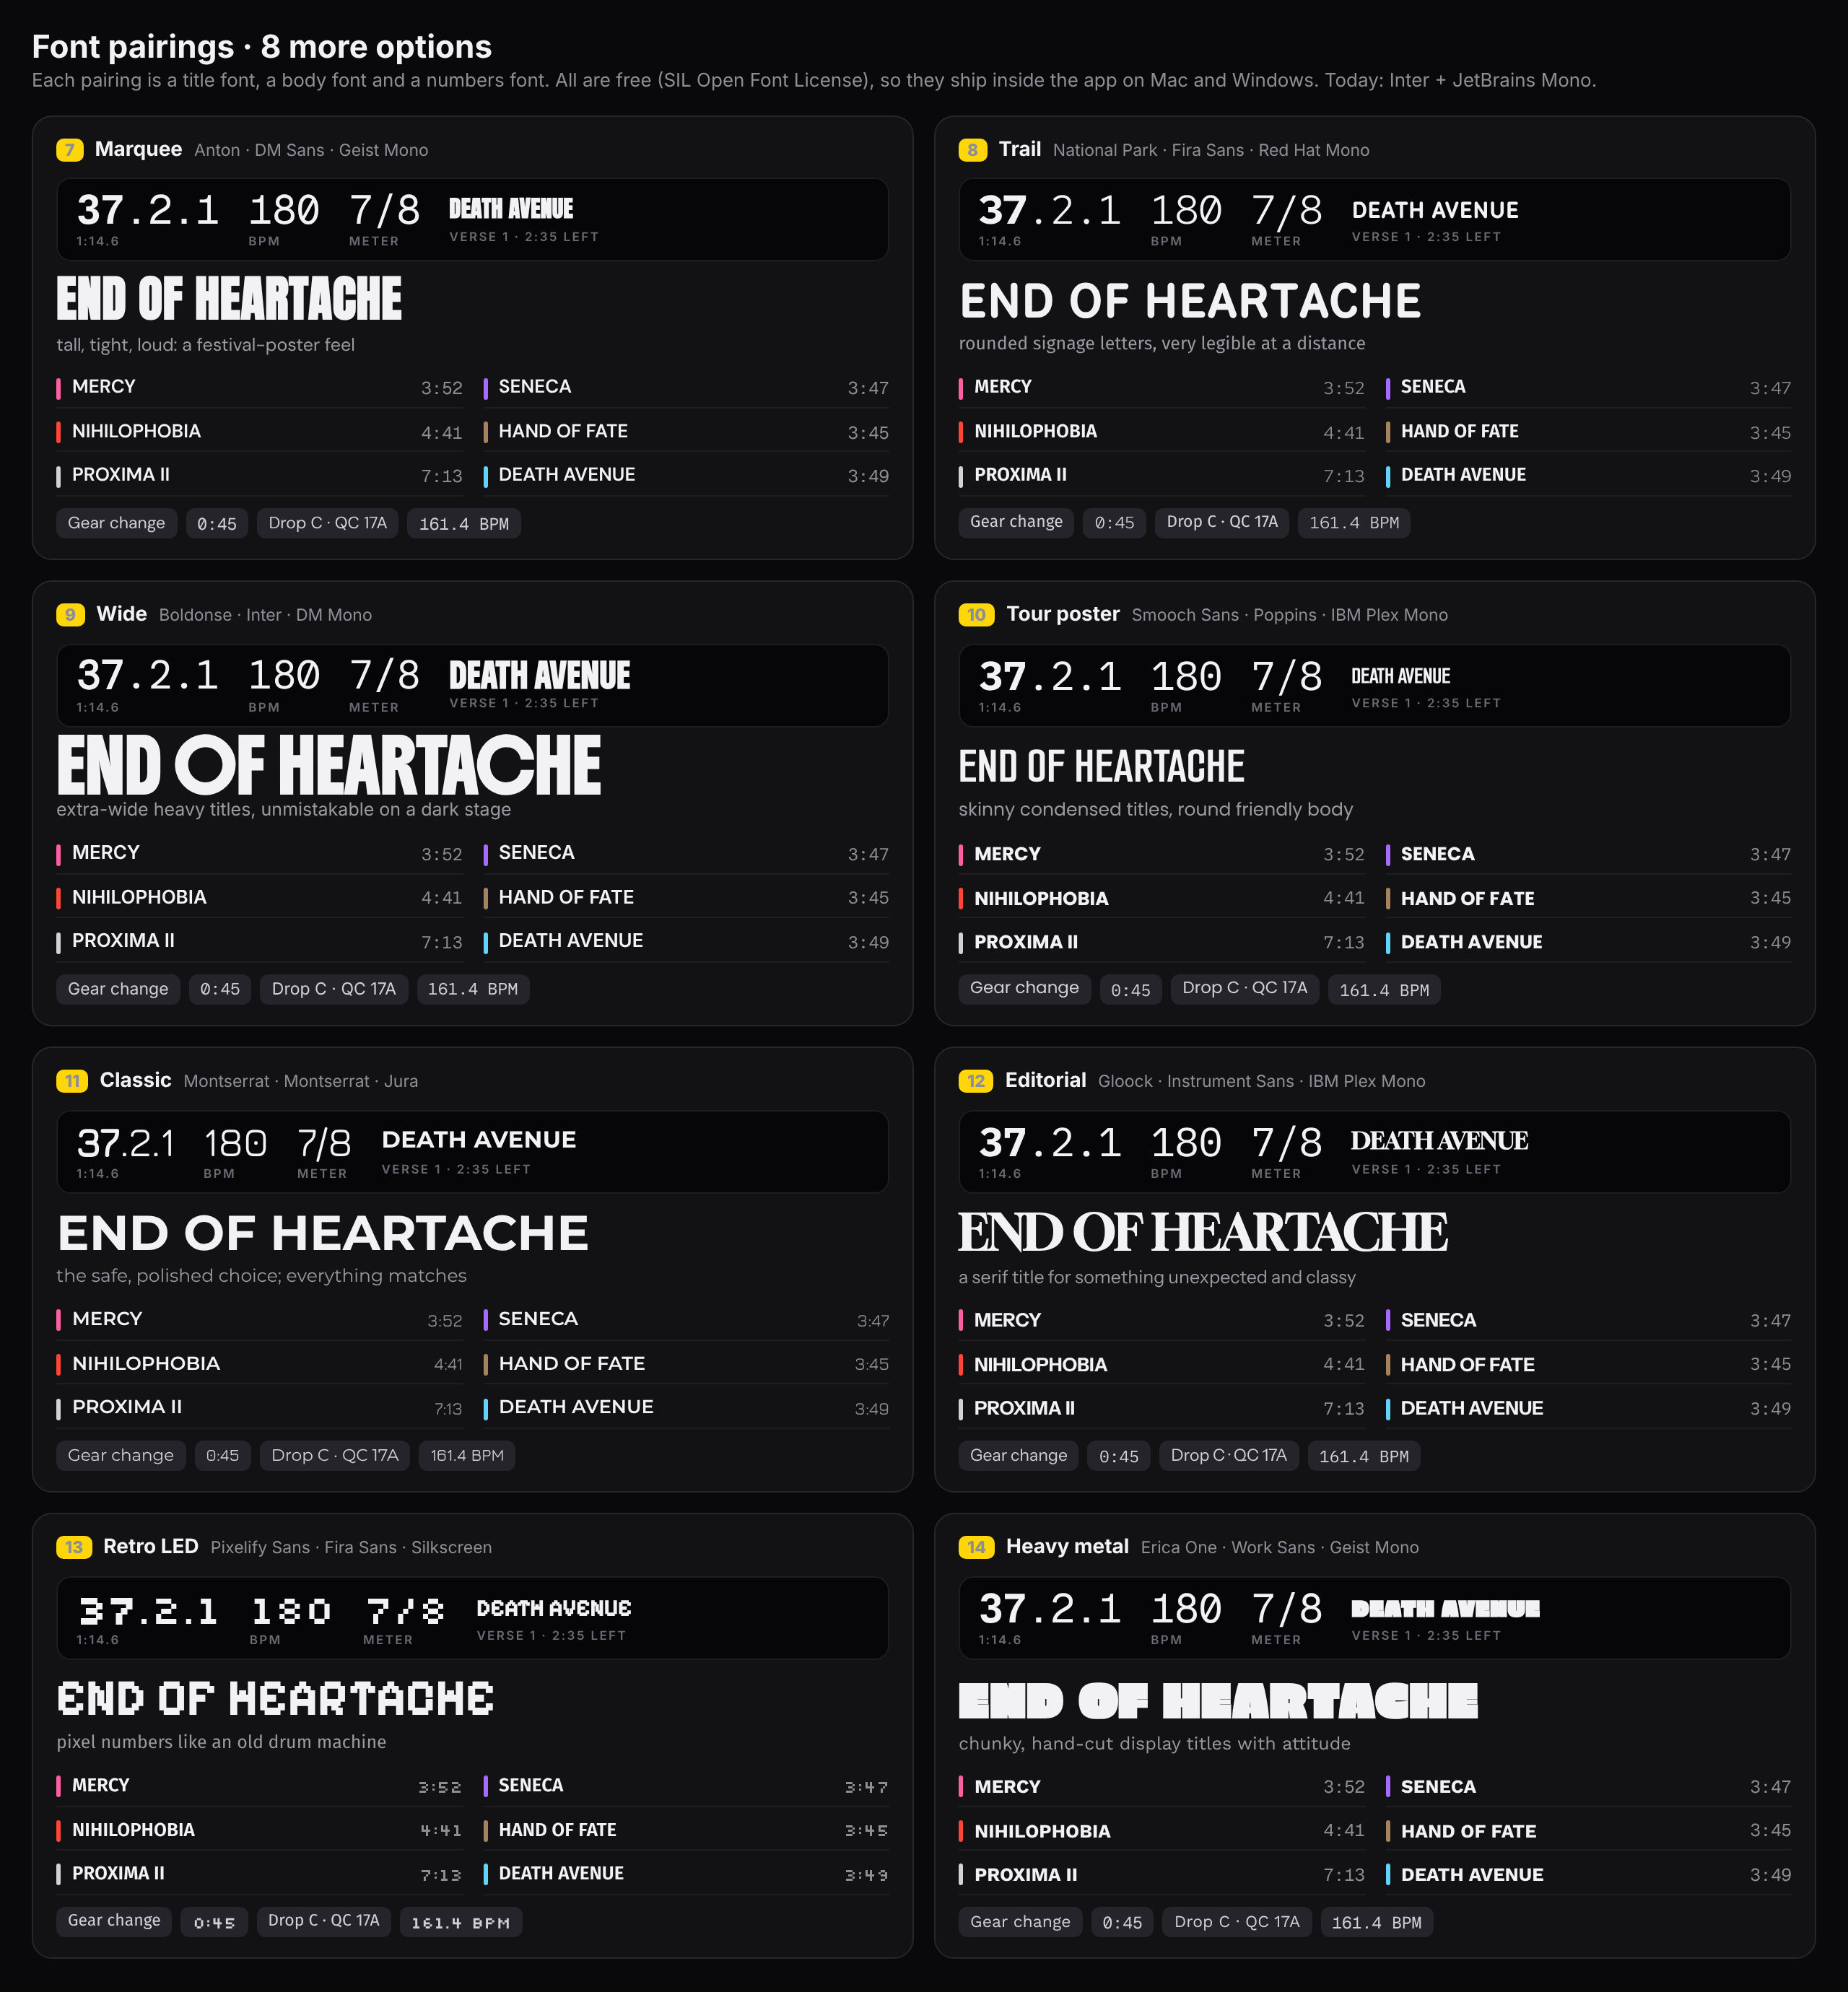 Font pairings · 8 more options
Each pairing is a title font, a body font and a numbers font. All are free (SIL Open Font License), so they ship inside the app on Mac and Windows. Today: Inter + JetBrains Mono.
7 Marquee Anton · DM Sans · Geist Mono
37.2.1 180 7/8 DEATH AVENUE
1:14.6 BPM METER VERSE 1 · 2:35 LEFT
END OF HEARTACHE
tall, tight, loud: a festival-poster feel
MERCY 3:52 SENECA 3:47
NIHILOPHOBIA 4:41 HAND OF FATE 3:45
PROXIMA II 7:13 DEATH AVENUE 3:49
Gear change 0:45 Drop C · QC 17A 161.4 BPM
8 Trail National Park · Fira Sans · Red Hat Mono
37.2.1 180 7/8 DEATH AVENUE
1:14.6 BPM METER VERSE 1 · 2:35 LEFT
END OF HEARTACHE
rounded signage letters, very legible at a distance
MERCY 3:52 SENECA 3:47
NIHILOPHOBIA 4:41 HAND OF FATE 3:45
PROXIMA II 7:13 DEATH AVENUE 3:49
Gear change 0:45 Drop C · QC 17A 161.4 BPM
9 Wide Boldonse · Inter · DM Mono
37.2.1 180 7/8 DEATH AVENUE
1:14.6 BPM METER VERSE 1 · 2:35 LEFT
END OF HEARTACHE
extra-wide heavy titles, unmistakable on a dark stage
MERCY 3:52 SENECA 3:47
NIHILOPHOBIA 4:41 HAND OF FATE 3:45
PROXIMA II 7:13 DEATH AVENUE 3:49
Gear change 0:45 Drop C · QC 17A 161.4 BPM
10 Tour poster Smooch Sans · Poppins · IBM Plex Mono
37.2.1 180 7/8 DEATH AVENUE
1:14.6 BPM METER VERSE 1 · 2:35 LEFT
END OF HEARTACHE
skinny condensed titles, round friendly body
MERCY 3:52 SENECA 3:47
NIHILOPHOBIA 4:41 HAND OF FATE 3:45
PROXIMA II 7:13 DEATH AVENUE 3:49
Gear change 0:45 Drop C · QC 17A 161.4 BPM
11 Classic Montserrat · Montserrat · Jura
37.2.1 180 7/8 DEATH AVENUE
1:14.6 BPM METER VERSE 1 · 2:35 LEFT
END OF HEARTACHE
the safe, polished choice; everything matches
MERCY 3:52 SENECA 3:47
NIHILOPHOBIA 4:41 HAND OF FATE 3:45
PROXIMA II 7:13 DEATH AVENUE 3:49
Gear change 0:45 Drop C · QC 17A 161.4 BPM
12 Editorial Gloock · Instrument Sans · IBM Plex Mono
37.2.1 180 7/8 DEATH AVENUE
1:14.6 BPM METER VERSE 1 · 2:35 LEFT
END OF HEARTACHE
a serif title for something unexpected and classy
MERCY 3:52 SENECA 3:47
NIHILOPHOBIA 4:41 HAND OF FATE 3:45
PROXIMA II 7:13 DEATH AVENUE 3:49
Gear change 0:45 Drop C · QC 17A 161.4 BPM
13 Retro LED Pixelify Sans · Fira Sans · Silkscreen
37.2.1 180 7/8 DEATH AVENUE
1:14.6 BPM METER VERSE 1 · 2:35 LEFT
END OF HEARTACHE
pixel numbers like an old drum machine
MERCY 3:52 SENECA 3:47
NIHILOPHOBIA 4:41 HAND OF FATE 3:45
PROXIMA II 7:13 DEATH AVENUE 3:49
Gear change 0:45 Drop C · QC 17A 161.4 BPM
14 Heavy metal Erica One · Work Sans · Geist Mono
37.2.1 180 7/8 DEATH AVENUE
1:14.6 BPM METER VERSE 1 · 2:35 LEFT
END OF HEARTACHE
chunky, hand-cut display titles with attitude
MERCY 3:52 SENECA 3:47
NIHILOPHOBIA 4:41 HAND OF FATE 3:45
PROXIMA II 7:13 DEATH AVENUE 3:49
Gear change 0:45 Drop C · QC 17A 161.4 BPM